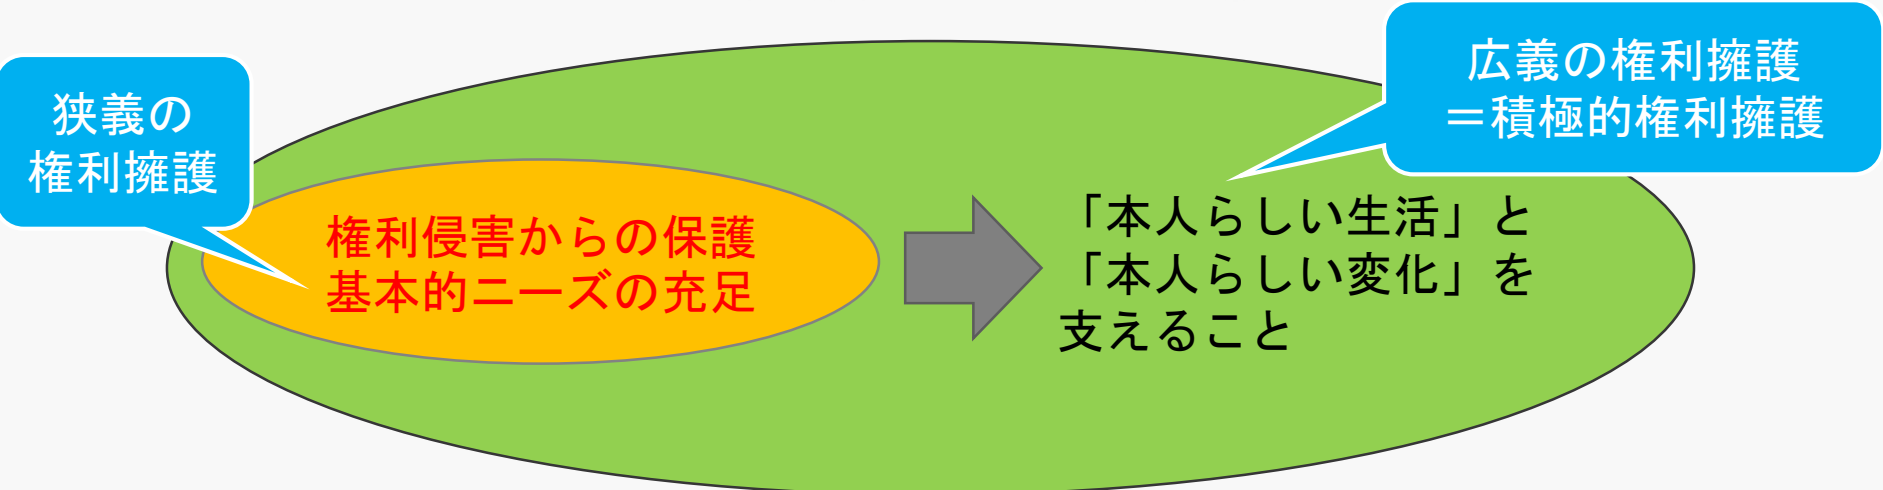 狭義の
権利擁護
権利侵害からの保護
基本的ニーズの充足
広義の権利擁護
＝積極的権利擁護
「本人らしい生活」と
「本人らしい変化」を
支えること